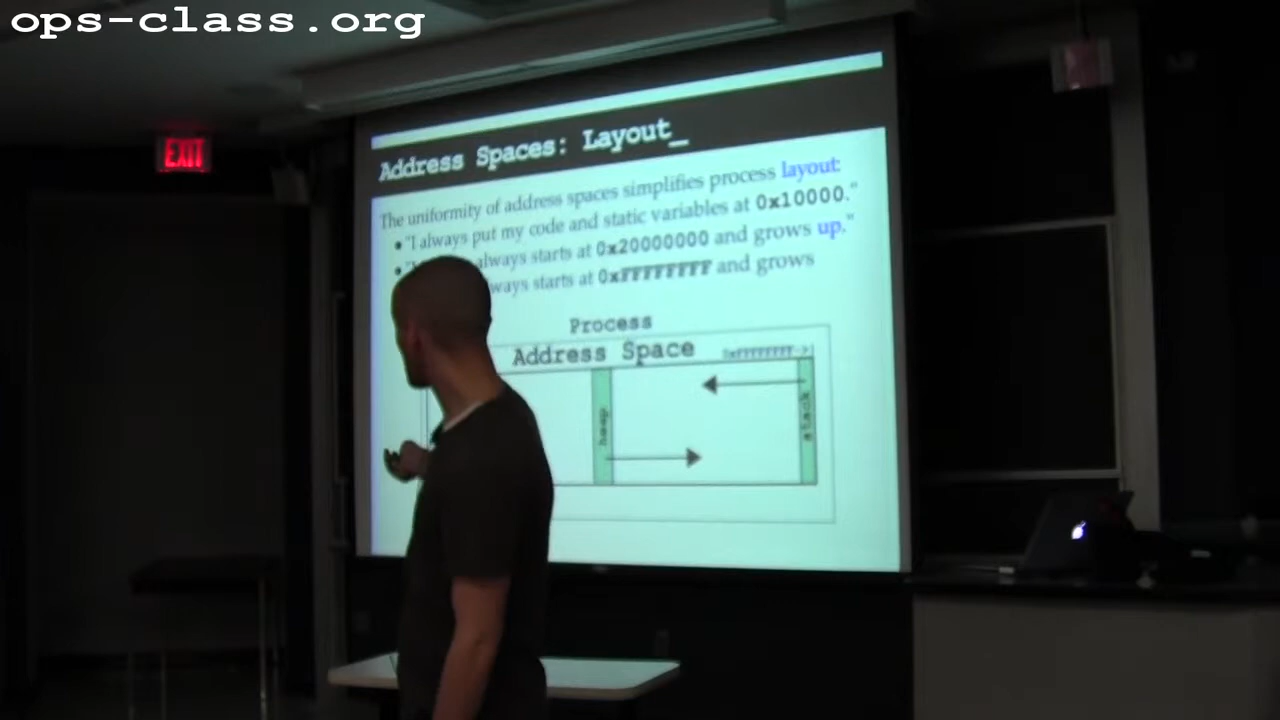 ops-class.org
EXIT
Address Spaces: Layout_
The uniformity of address spaces simplifies process layout:
• "I always put my code and static variables at 0x10000."
• always starts at 0x20000000 and grows up."
always starts at 0xFFFFFFFF and grows
Process
Address Space
0xFFFFFFFF->|
heap
stack